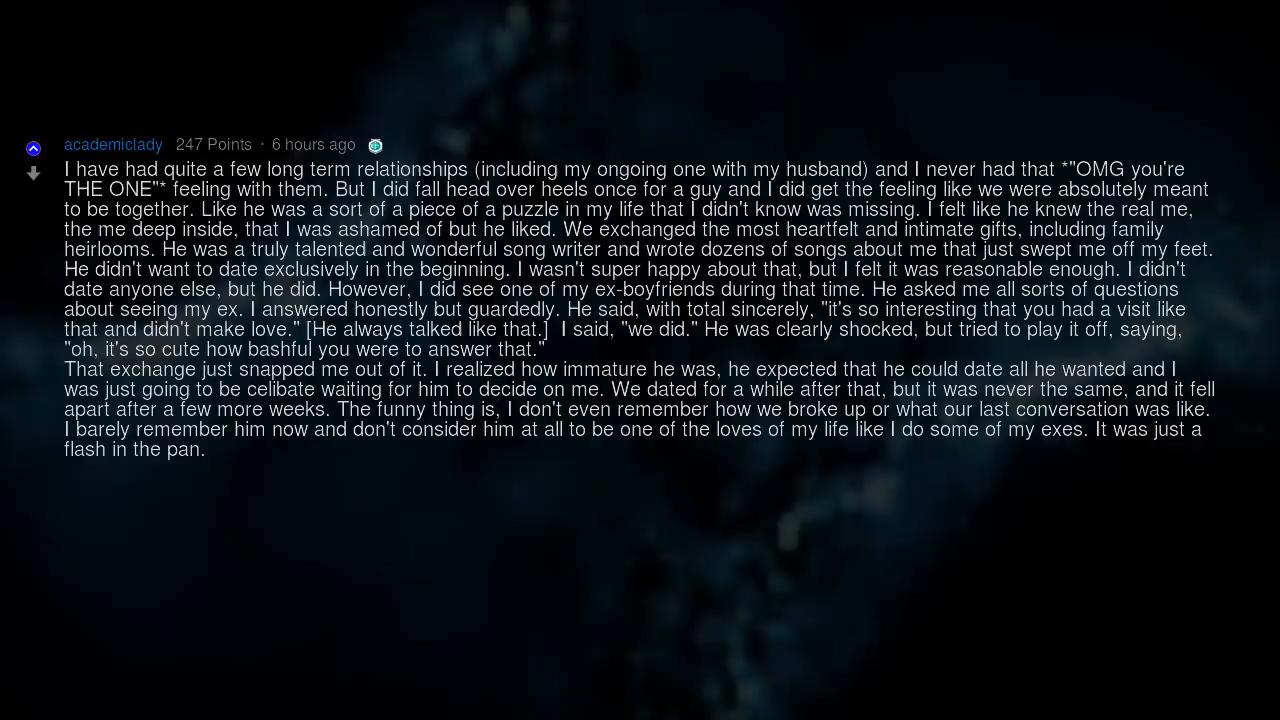 academiclady 247 Points · 6 hours ago
I have had quite a few long term relationships (including my ongoing one with my husband) and I never had that *"OMG you're
THE ONE"* feeling with them. But I did fall head over heels once for a guy and I did get the feeling like we were absolutely meant
to be together. Like he was a sort of a piece of a puzzle in my life that I didn't know was missing. I felt like he knew the real me,
the me deep inside, that I was ashamed of but he liked. We exchanged the most heartfelt and intimate gifts, including family
heirlooms. He was a truly talented and wonderful song writer and wrote dozens of songs about me that just swept me off my feet.
He didn't want to date exclusively in the beginning. I wasn't super happy about that, but I felt it was reasonable enough. I didn't
date anyone else, but he did. However, I did see one of my ex-boyfriends during that time. He asked me all sorts of questions
about seeing my ex. I answered honestly but guardedly. He said, with total sincerely, "it's so interesting that you had a visit like
that and didn't make love." [He always talked like that.]  I said, "we did." He was clearly shocked, but tried to play it off, saying,
"oh, it's so cute how bashful you were to answer that."
That exchange just snapped me out of it. I realized how immature he was, he expected that he could date all he wanted and I
was just going to be celibate waiting for him to decide on me. We dated for a while after that, but it was never the same, and it fell
apart after a few more weeks. The funny thing is, I don't even remember how we broke up or what our last conversation was like.
I barely remember him now and don't consider him at all to be one of the loves of my life like I do some of my exes. It was just a
flash in the pan.